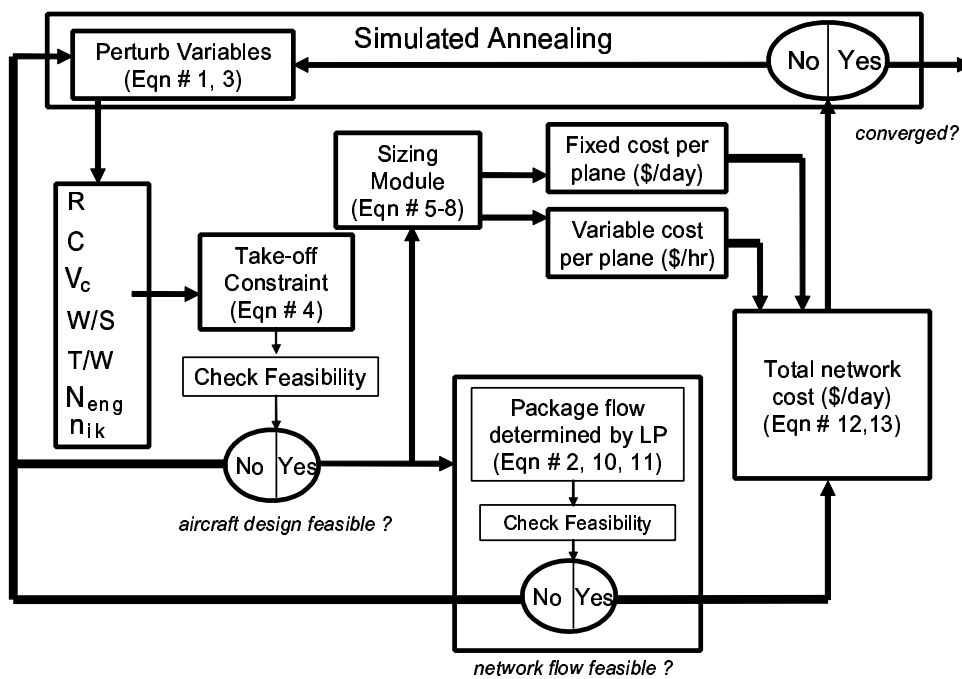 Simulated Annealing
Perturb Variables
(Eqn # 1, 3)
No Yes
converged?
R
C
Vc
W/S
T/W
Neng
nik
Take-off
Constraint
(Eqn # 4)
Check Feasibility
No Yes
aircraft design feasible ?
Sizing
Module
(Eqn # 5-8)
Fixed cost per
plane ($/day)
Variable cost
per plane ($/hr)
Package flow
determined by LP
(Eqn # 2, 10, 11)
Check Feasibility
No Yes
network flow feasible ?
Total network
cost ($/day)
(Eqn # 12,13)